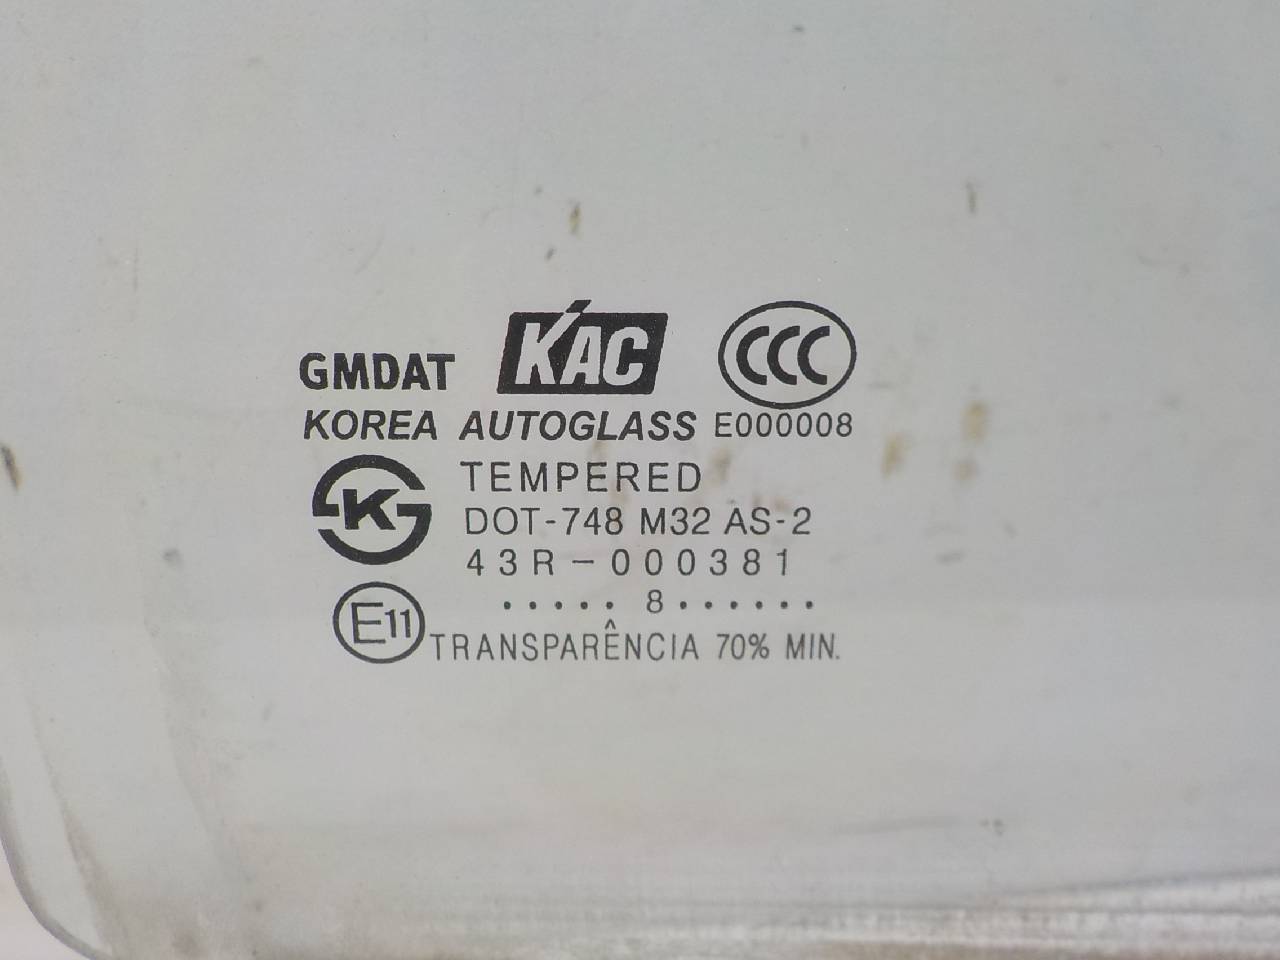 GMDAT KAC CCC
KOREA AUTOGLASS E000008
K TEMPERED
DOT-748 M32 AS-2
43R-000381
..... 8......
E11 TRANSPARÊNCIA 70% MIN.